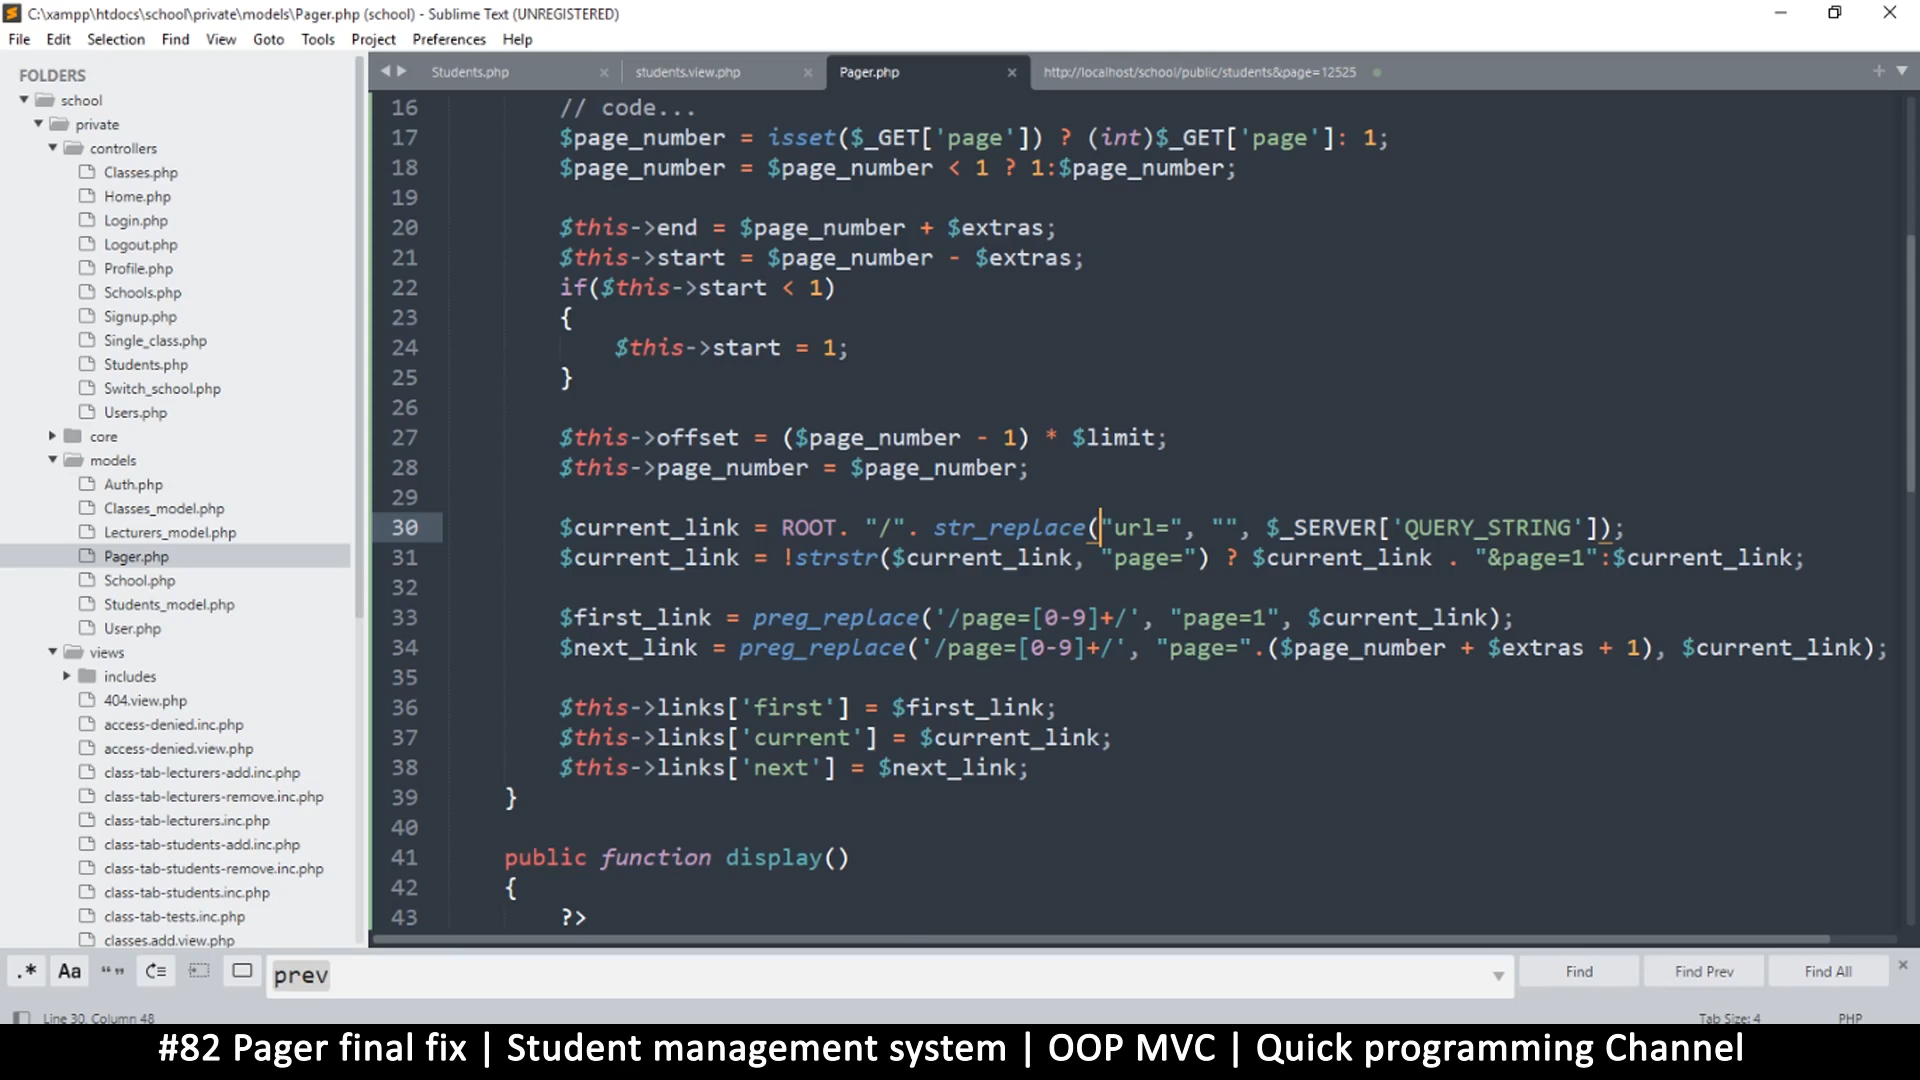 C:\xampp\htdocs\school\private\models\Pager.php (school) - Sublime Text (UNREGISTERED)
File Edit Selection Find View Goto Tools Project Preferences Help
FOLDERS
school
private
controllers
Classes.php
Home.php
Login.php
Logout.php
Profile.php
Schools.php
Signup.php
Single_class.php
Students.php
Switch_school.php
Users.php
core
models
Auth.php
Classes_model.php
Lecturers_model.php
Pager.php
School.php
Students_model.php
User.php
views
includes
404.view.php
access-denied.inc.php
access-denied.view.php
class-tab-lecturers-add.inc.php
class-tab-lecturers-remove.inc.php
class-tab-lecturers.inc.php
class-tab-students-add.inc.php
class-tab-students-remove.inc.php
class-tab-students.inc.php
class-tab-tests.inc.php
classes.add.view.php
Students.php students.view.php Pager.php http://localhost/school/public/students&page=12525
16 // code...
17 $page_number = isset($_GET['page']) ? (int)$_GET['page']: 1;
18 $page_number = $page_number < 1 ? 1:$page_number;
19
20 $this->end = $page_number + $extras;
21 $this->start = $page_number - $extras;
22 if($this->start < 1)
23 {
24 $this->start = 1;
25 }
26
27 $this->offset = ($page_number - 1) * $limit;
28 $this->page_number = $page_number;
29
30 $current_link = ROOT. "/". str_replace("url=", "", $_SERVER['QUERY_STRING']);
31 $current_link = !strstr($current_link, "page=") ? $current_link . "&page=1":$current_link;
32
33 $first_link = preg_replace('/page=[0-9]+/', "page=1", $current_link);
34 $next_link = preg_replace('/page=[0-9]+/', "page=".($page_number + $extras + 1), $current_link);
35
36 $this->links['first'] = $first_link;
37 $this->links['current'] = $current_link;
38 $this->links['next'] = $next_link;
39 }
40
41 public function display()
42 {
43 ?>
.* Aa “” prev Find Find Prev Find All
Line 30, Column 48 Tab Size: 4 PHP
#82 Pager final fix | Student management system | OOP MVC | Quick programming Channel